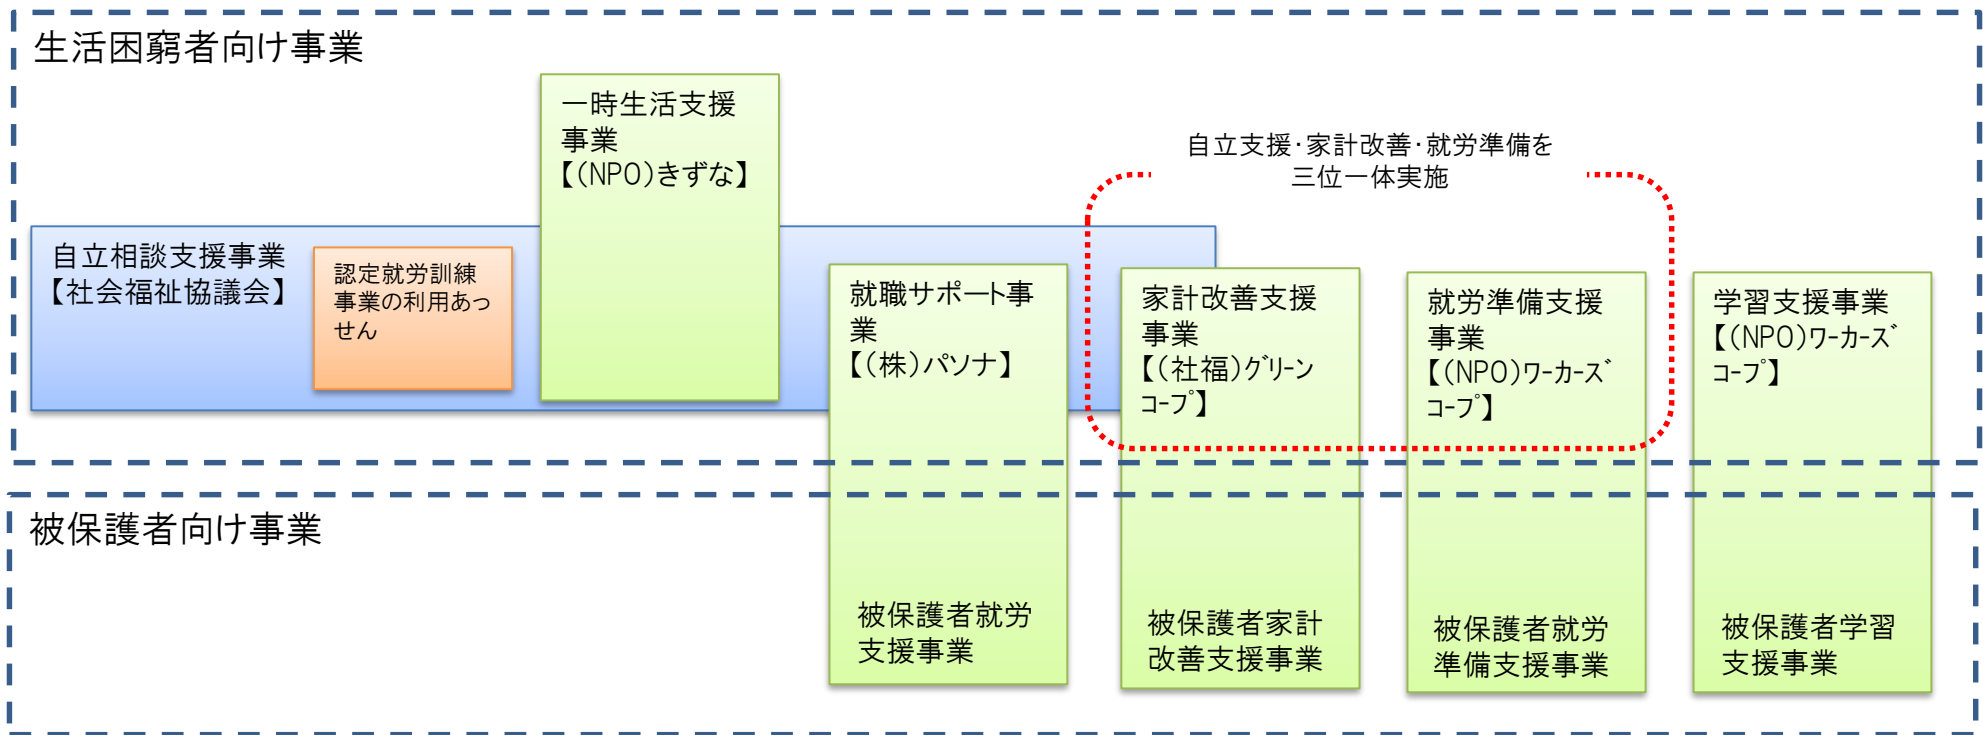 生活困窮者向け事業
一時生活支援
事業
【(NPO)きずな】
自立支援・家計改善・就労準備を
三位一体実施
自立相談支援事業
【社会福祉協議会】
認定就労訓練
事業の利用あっ
せん
就職サポート事
業
【(株)パソナ】
家計改善支援
事業
【(社福)グリーン
コープ】
就労準備支援
事業
【(NPO)ワーカーズ
コープ】
学習支援事業
【(NPO)ワーカーズ
コープ】
被保護者向け事業
被保護者就労
支援事業
被保護者家計
改善支援事業
被保護者就労
準備支援事業
被保護者学習
支援事業